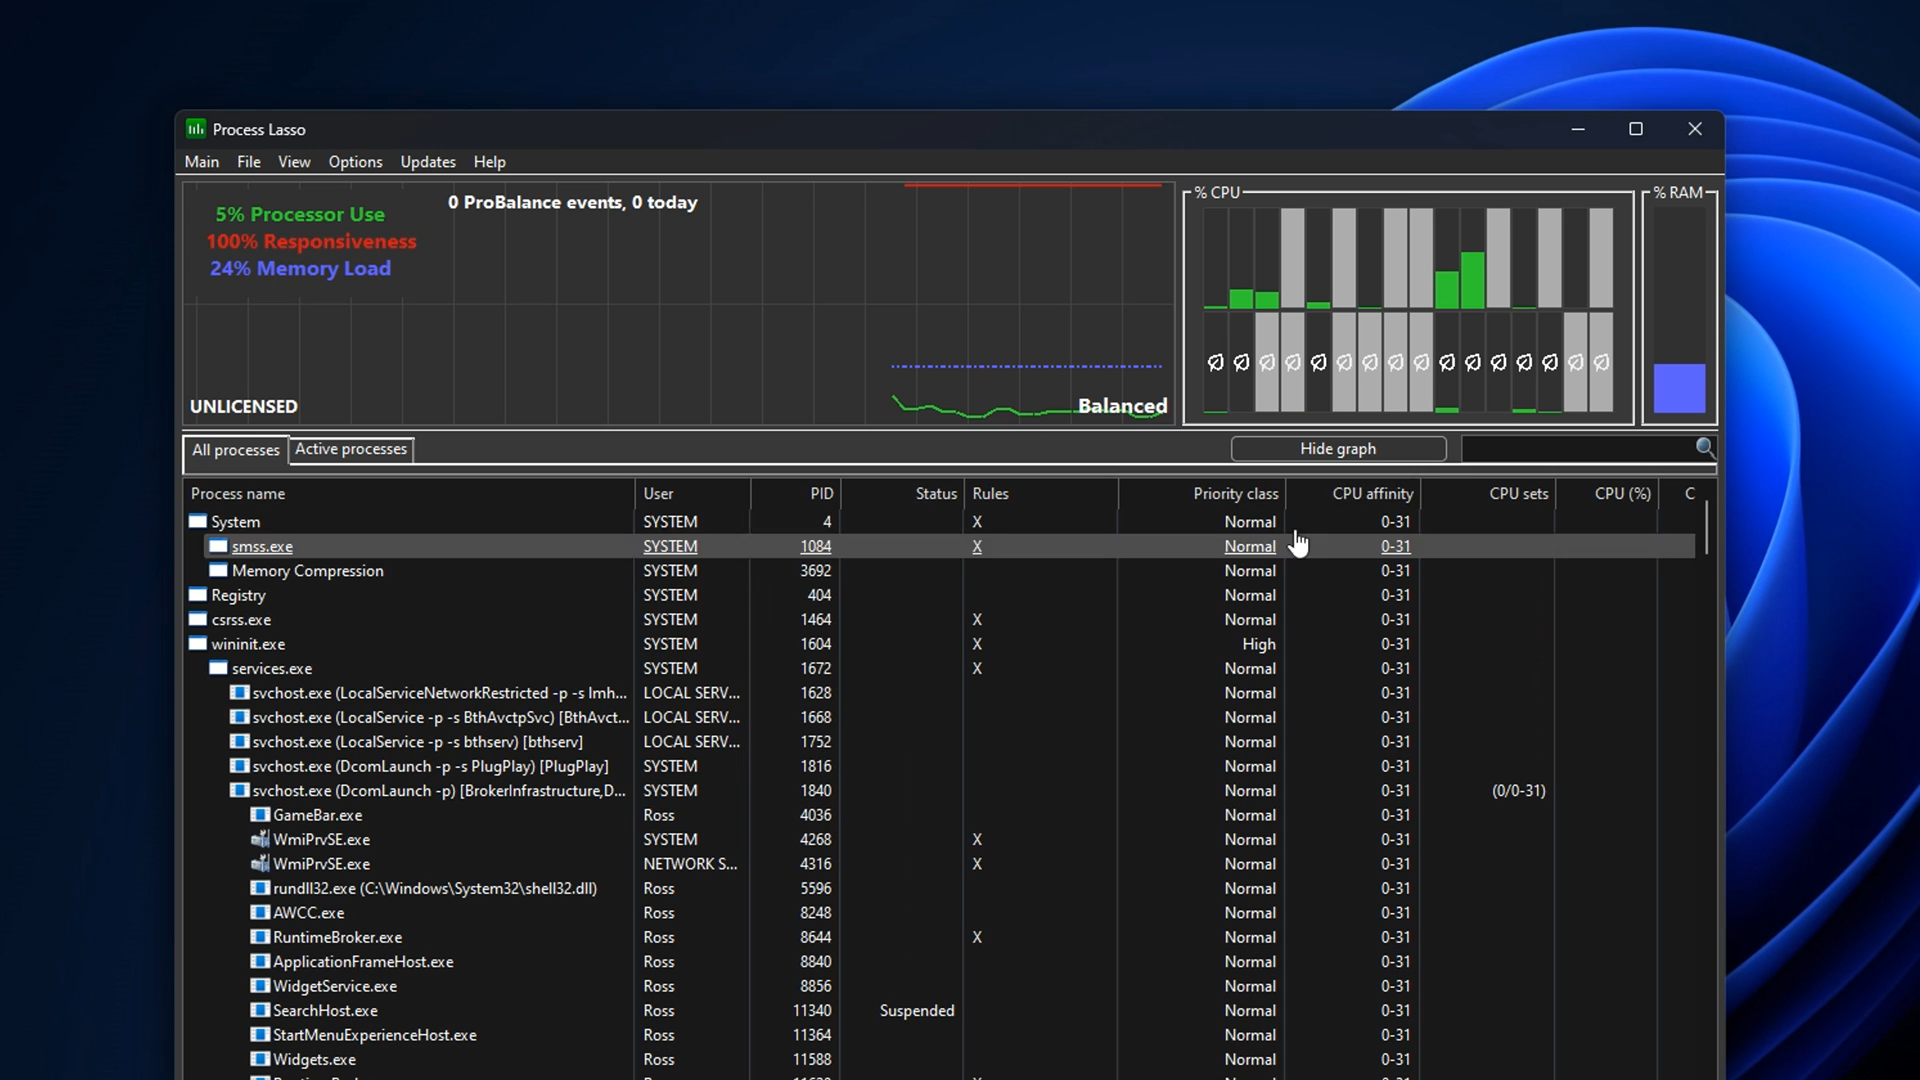 Process Lasso
Main File View Options Updates Help
5% Processor Use
100% Responsiveness
24% Memory Load
0 ProBalance events, 0 today
UNLICENSED
Balanced
% CPU
% RAM
All processes Active processes Hide graph
Process name User PID Status Rules Priority class CPU affinity CPU sets CPU (%) C
System SYSTEM 4 X Normal 0-31
smss.exe SYSTEM 1084 X Normal 0-31
Memory Compression SYSTEM 3692 Normal 0-31
Registry SYSTEM 404 Normal 0-31
csrss.exe SYSTEM 1464 X Normal 0-31
wininit.exe SYSTEM 1604 X High 0-31
services.exe SYSTEM 1672 X Normal 0-31
svchost.exe (LocalServiceNetworkRestricted -p -s lmh... LOCAL SERV... 1628 Normal 0-31
svchost.exe (LocalService -p -s BthAvctpSvc) [BthAvct... LOCAL SERV... 1668 Normal 0-31
svchost.exe (LocalService -p -s bthserv) [bthserv] LOCAL SERV... 1752 Normal 0-31
svchost.exe (DcomLaunch -p -s PlugPlay) [PlugPlay] SYSTEM 1816 Normal 0-31
svchost.exe (DcomLaunch -p) [BrokerInfrastructure,D... SYSTEM 1840 Normal 0-31 (0/0-31)
GameBar.exe Ross 4036 Normal 0-31
WmiPrvSE.exe SYSTEM 4268 X Normal 0-31
WmiPrvSE.exe NETWORK S... 4316 X Normal 0-31
rundll32.exe (C:\Windows\System32\shell32.dll) Ross 5596 Normal 0-31
AWCC.exe Ross 8248 Normal 0-31
RuntimeBroker.exe Ross 8644 X Normal 0-31
ApplicationFrameHost.exe Ross 8840 Normal 0-31
WidgetService.exe Ross 8856 Normal 0-31
SearchHost.exe Ross 11340 Suspended Normal 0-31
StartMenuExperienceHost.exe Ross 11364 Normal 0-31
Widgets.exe Ross 11588 Normal 0-31